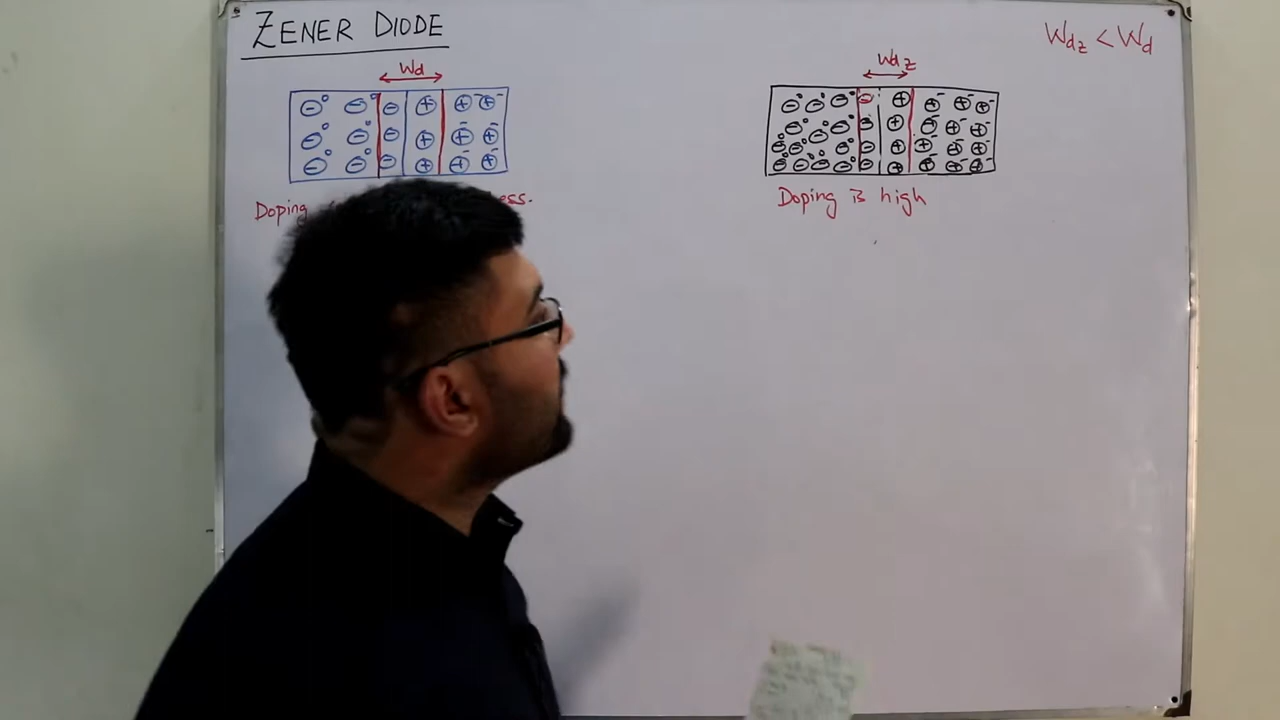 ZENER DIODE
Wdz < Wd
Wd
Wdz
Doping
ess.
Doping is high